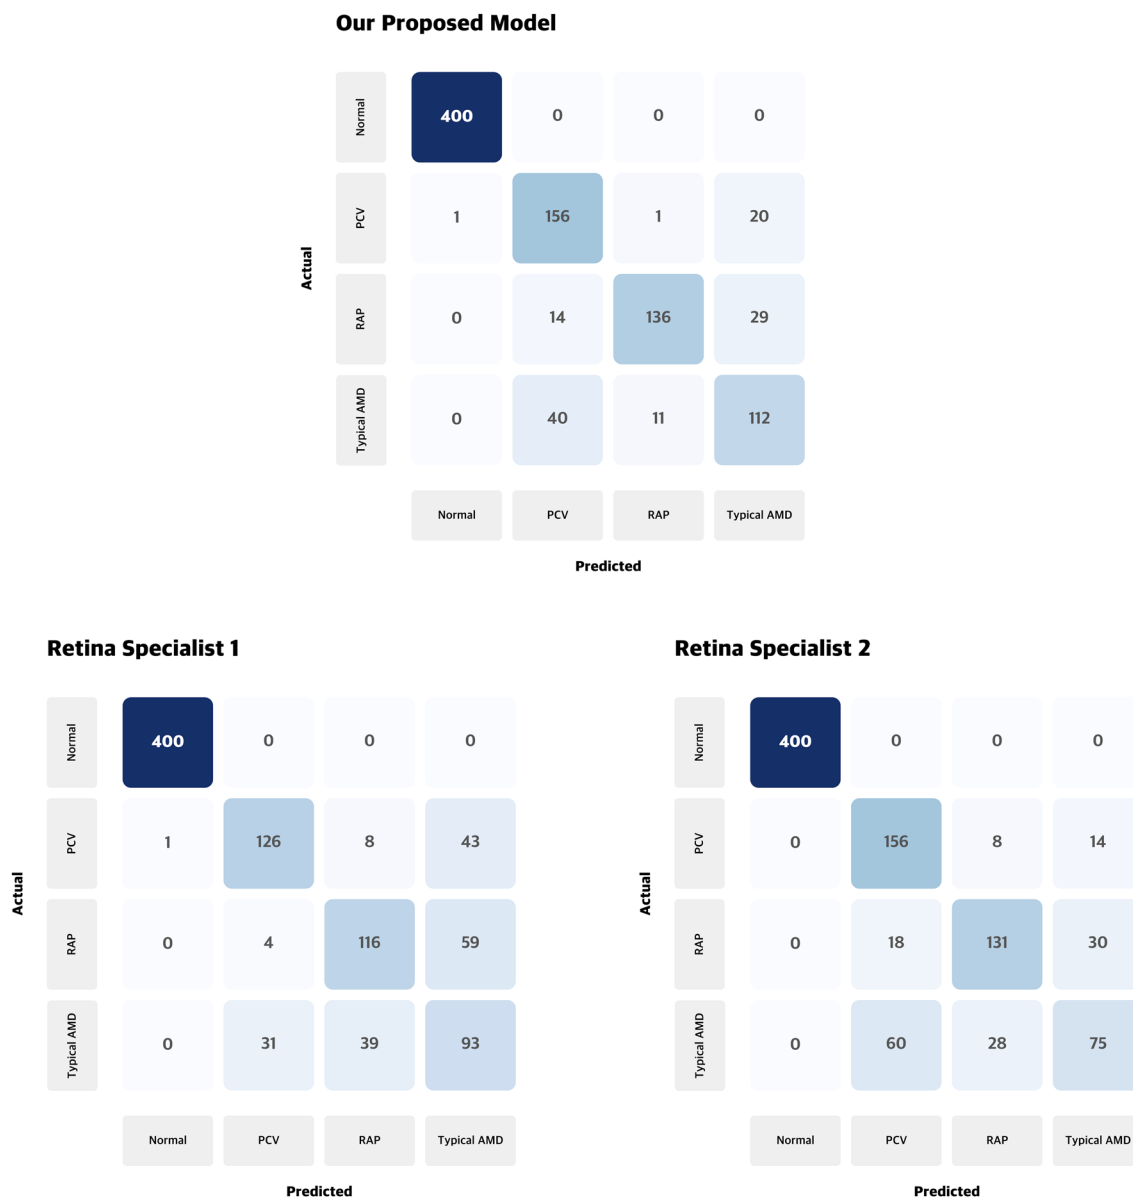 Our Proposed Model
Actual
Normal 400 0 0 0
PCV 1 156 1 20
RAP 0 14 136 29
Typical AMD 0 40 11 112
Normal PCV RAP Typical AMD
Predicted
Retina Specialist 1
Actual
Normal 400 0 0 0
PCV 1 126 8 43
RAP 0 4 116 59
Typical AMD 0 31 39 93
Normal PCV RAP Typical AMD
Predicted
Retina Specialist 2
Actual
Normal 400 0 0 0
PCV 0 156 8 14
RAP 0 18 131 30
Typical AMD 0 60 28 75
Normal PCV RAP Typical AMD
Predicted